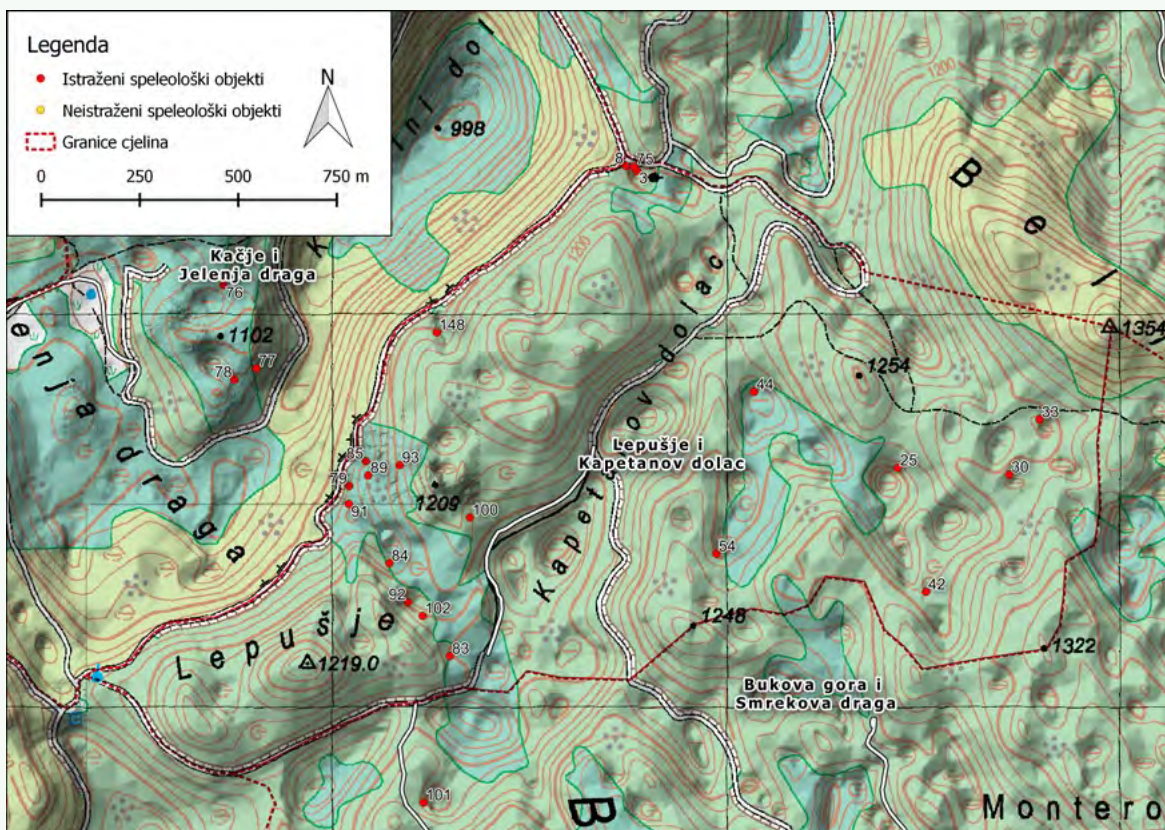 Legenda
Istraženi speleološki objekti
Neistraženi speleološki objekti
Granice cjelina
N
0 250 500 750 m
998
1200
8 75
3
B e l
Kačje i
Jelenja draga
76
1200
148
1102
77
78
1354
1254
44
33
Lepušje i
Kapetanov dolac
85
93
89
25
30
79
1209
91
100
84
54
42
92
102
1248
Lepušje
1219.0
83
1322
Bukova gora i
Smrekova draga
Kapetanov dolac
enja draga
101
B
Montero